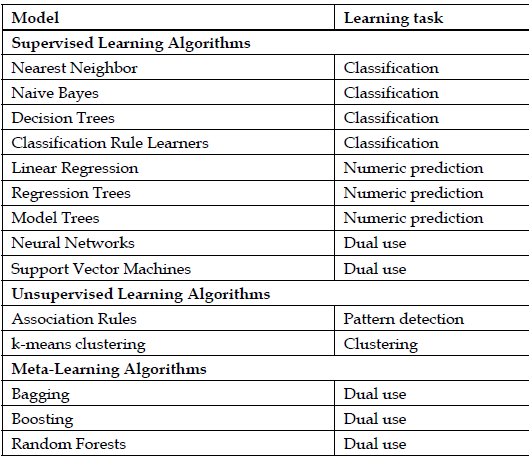 Model Learning task
Supervised Learning Algorithms
Nearest Neighbor Classification
Naive Bayes Classification
Decision Trees Classification
Classification Rule Learners Classification
Linear Regression Numeric prediction
Regression Trees Numeric prediction
Model Trees Numeric prediction
Neural Networks Dual use
Support Vector Machines Dual use
Unsupervised Learning Algorithms
Association Rules Pattern detection
k-means clustering Clustering
Meta-Learning Algorithms
Bagging Dual use
Boosting Dual use
Random Forests Dual use